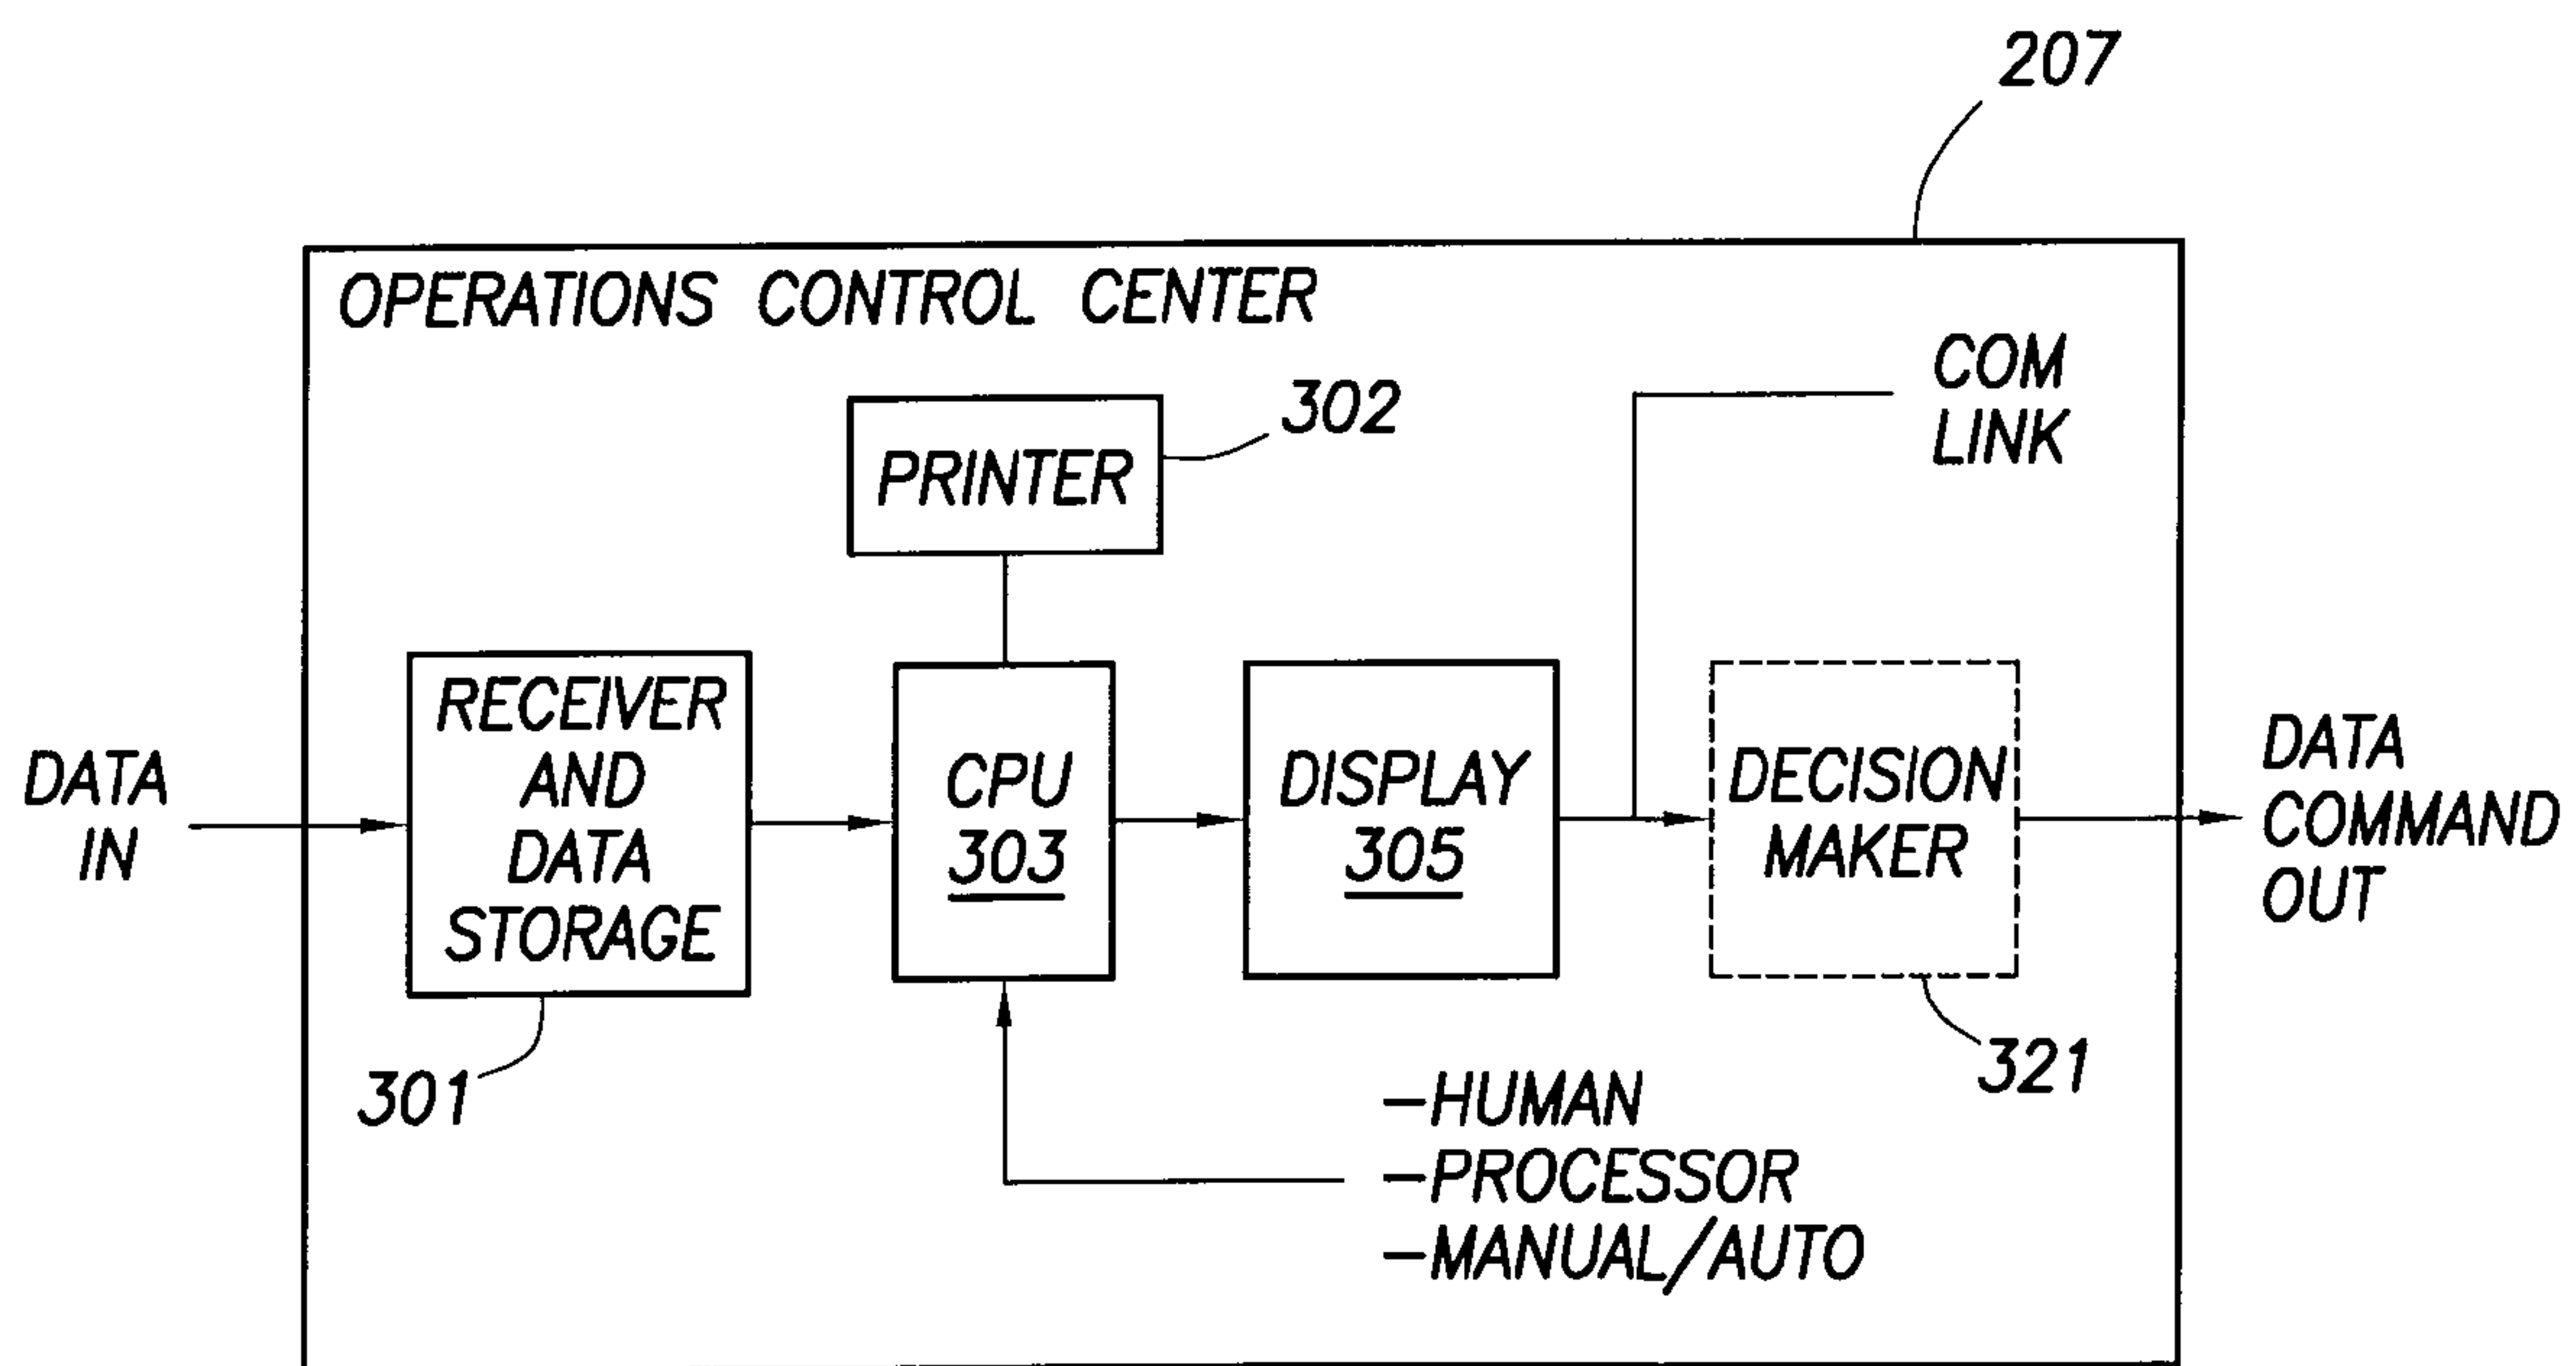 207
OPERATIONS CONTROL CENTER
COM
LINK
302
PRINTER
RECEIVER
AND
DATA
STORAGE
301
DATA
IN
CPU
303
DISPLAY
305
DECISION
MAKER
321
DATA
COMMAND
OUT
-HUMAN
-PROCESSOR
-MANUAL/AUTO